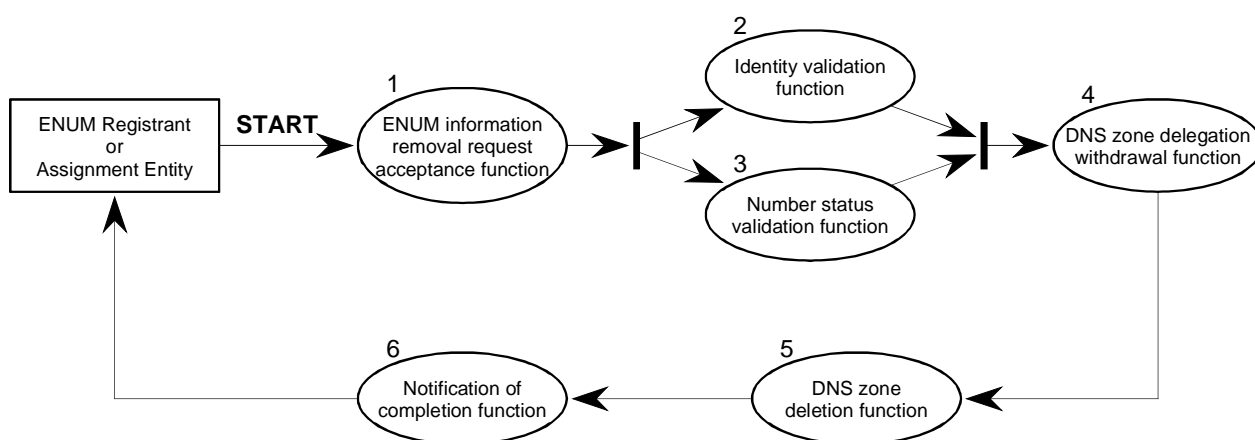 ENUM Registrant
or
Assignment Entity
START
1
ENUM information
removal request
acceptance function
2
Identity validation
function
3
Number status
validation function
4
DNS zone delegation
withdrawal function
5
DNS zone
deletion function
6
Notification of
completion function